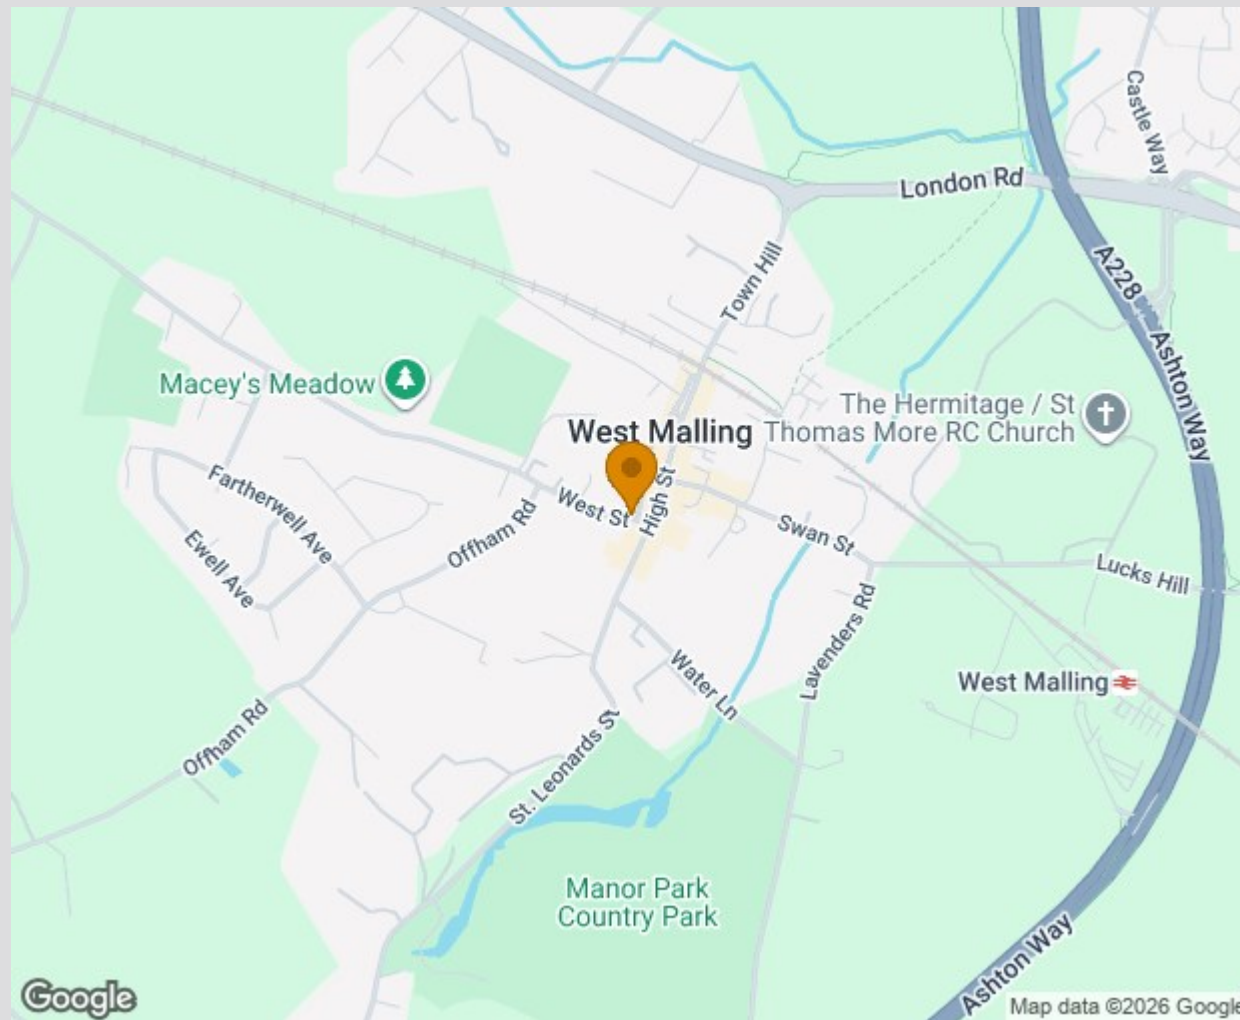 Castle Way
London Rd
A228
Town Hill
Ashton Way
Macey's Meadow
The Hermitage / St
Thomas More RC Church
West Malling
Fartherwell Ave
West St
High St
Swan St
Offham Rd
Ewell Ave
Lucks Hill
Lavenders Rd
Water Ln
West Malling
Offham Rd
St. Leonards St
Manor Park
Country Park
Ashton Way
Google
Map data ©2026 Google